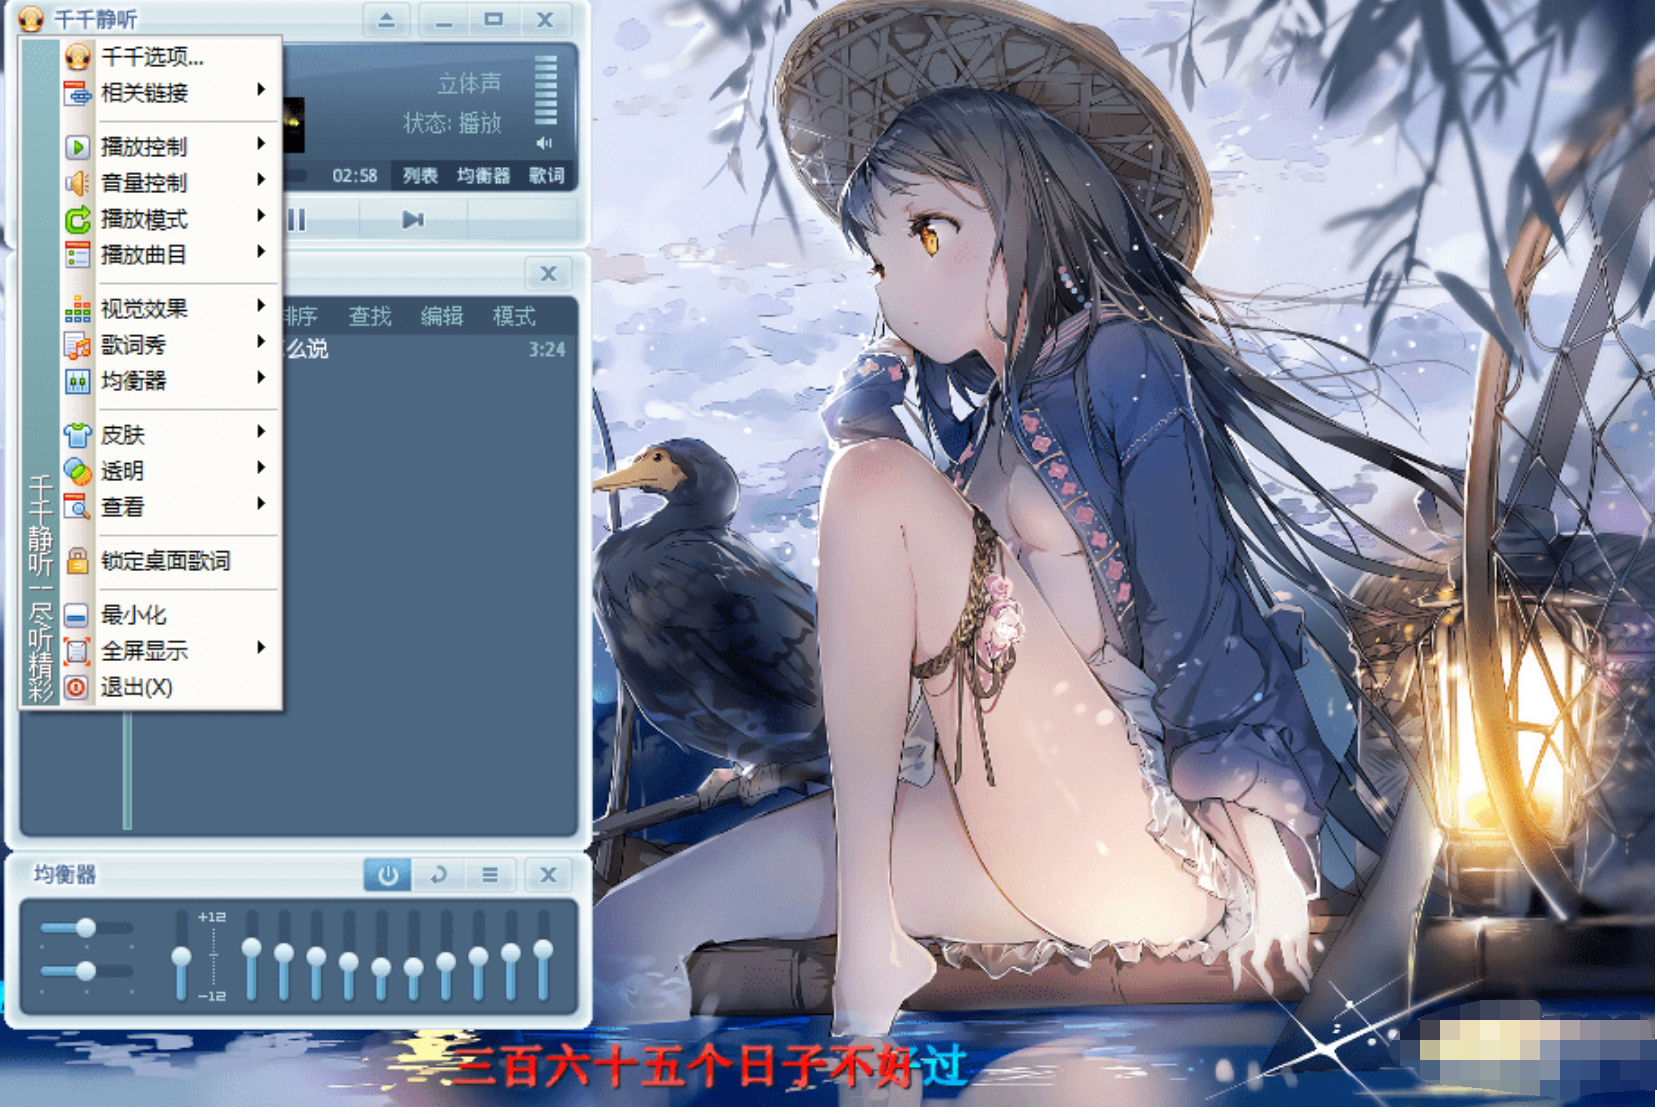 千千静听
千千选项...
相关链接
播放控制
音量控制
播放模式
播放曲目
视觉效果
歌词秀
均衡器
皮肤
透明
查看
锁定桌面歌词
最小化
全屏显示
退出(X)
千千静听 -- 尽听精彩
立体声
状态: 播放
02:58 列表 均衡器 歌词
排序 查找 编辑 模式
么说 3:24
均衡器
+12
-12
三百六十五个日子不好过